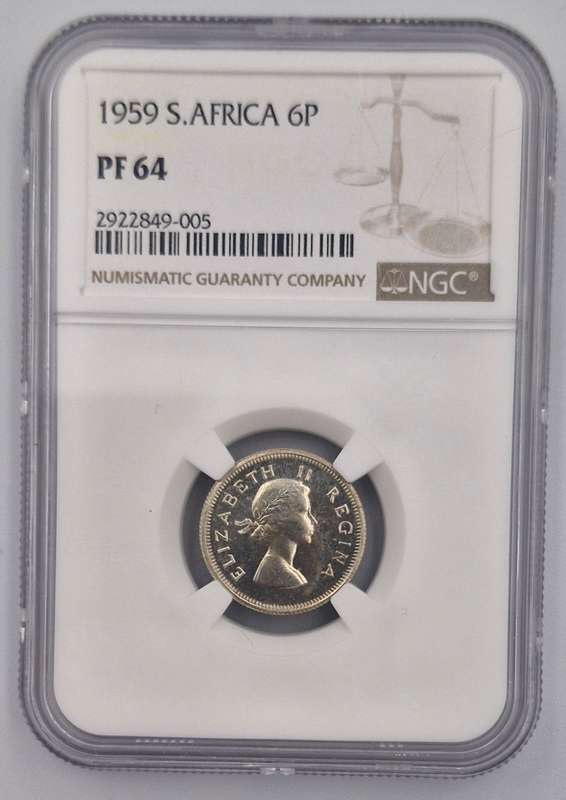 1959 S.AFRICA 6P
PF 64
2922849-005
NUMISMATIC GUARANTY COMPANY
NGC®
ELIZABETH II REGINA